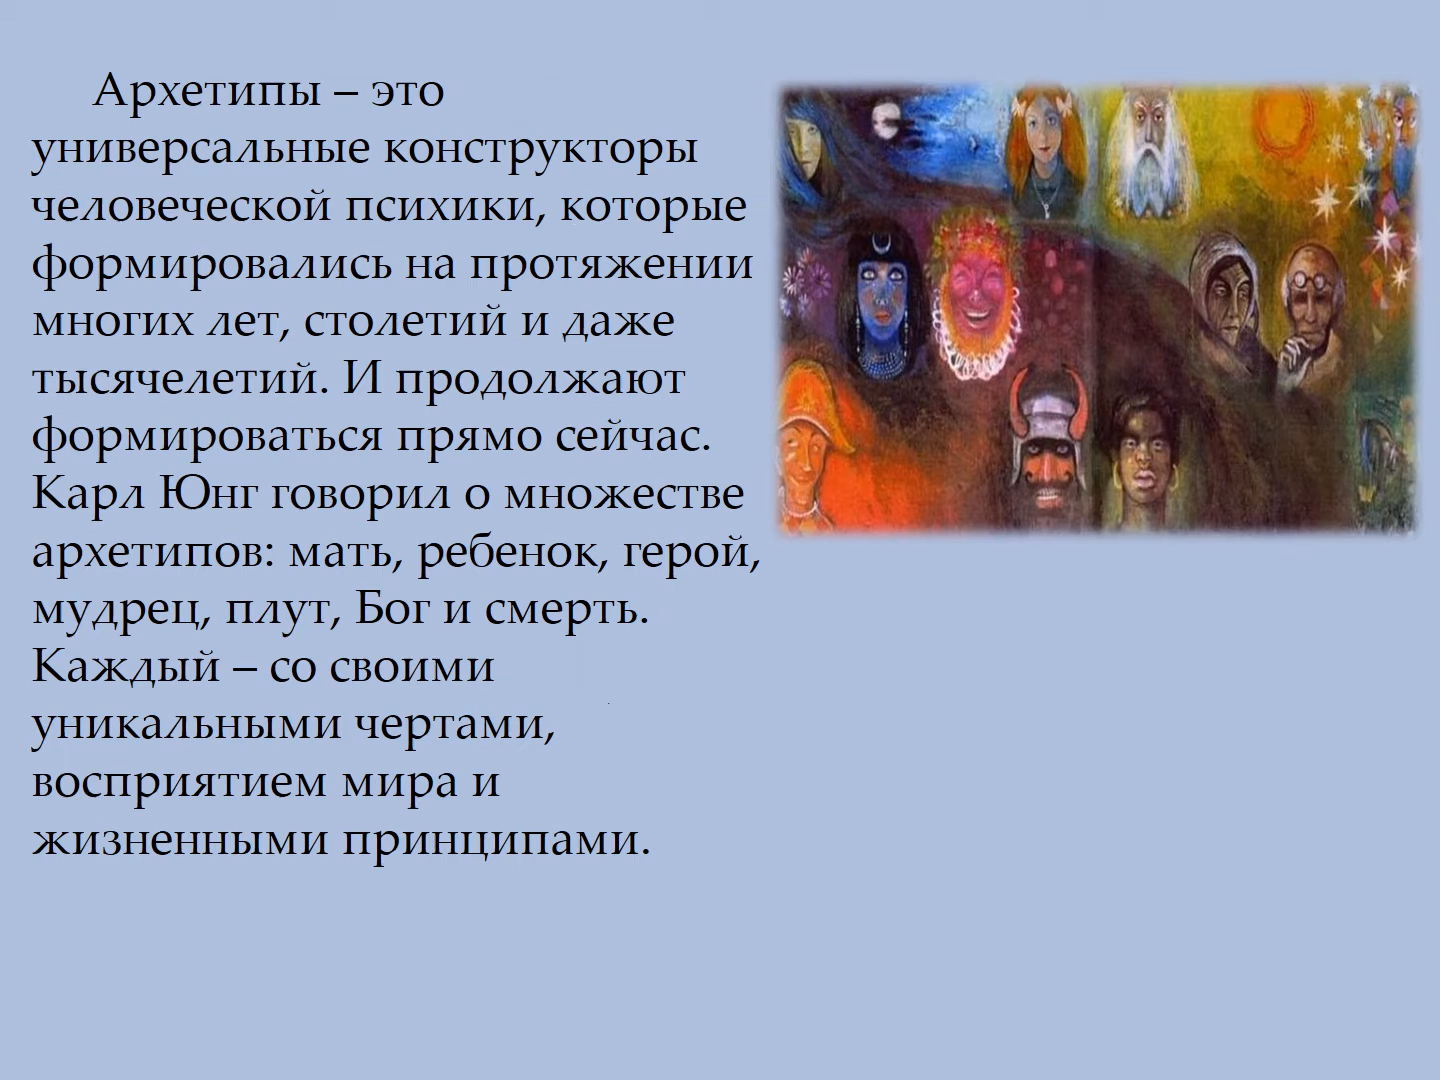 Архетипы – это
универсальные конструкторы
человеческой психики, которые
формировались на протяжении
многих лет, столетий и даже
тысячелетий. И продолжают
формироваться прямо сейчас.
Карл Юнг говорил о множестве
архетипов: мать, ребенок, герой,
мудрец, плут, Бог и смерть.
Каждый – со своими
уникальными чертами,
восприятием мира и
жизненными принципами.